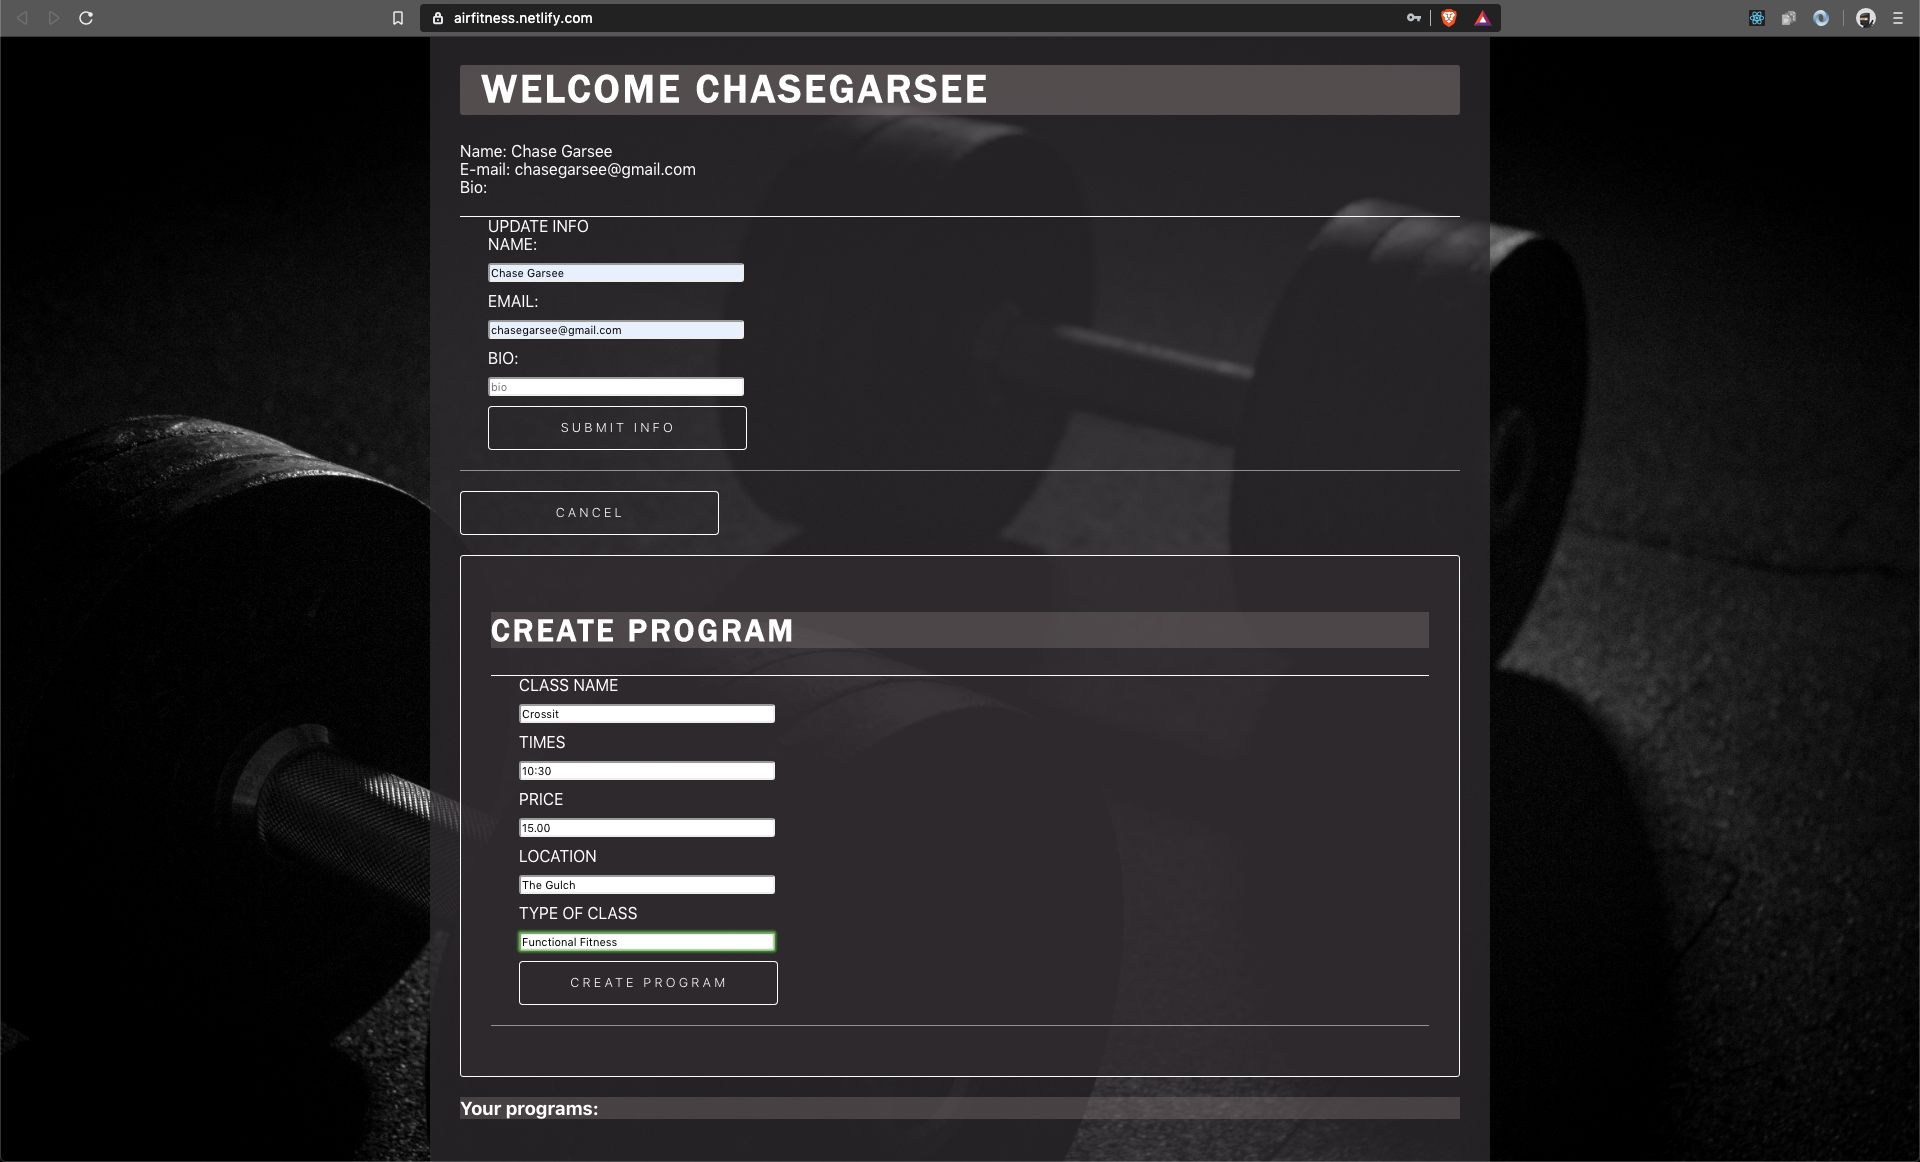 airfitness.netlify.com
WELCOME CHASEGARSEE
Name: Chase Garsee
E-mail: chasegarsee@gmail.com
Bio:
UPDATE INFO
NAME:
Chase Garsee
EMAIL:
chasegarsee@gmail.com
BIO:
bio
SUBMIT INFO
CANCEL
CREATE PROGRAM
CLASS NAME
Crossit
TIMES
10:30
PRICE
15.00
LOCATION
The Gulch
TYPE OF CLASS
Functional Fitness
CREATE PROGRAM
Your programs: